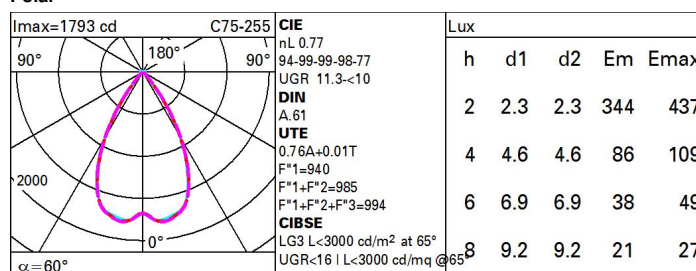 Imax=1793 cd C75-255
90° 180° 90°
2000
0°
α=60°
CIE
nL 0.77
94-99-99-98-77
UGR 11.3-<10
DIN
A.61
UTE
0.76A+0.01T
F"1=940
F"1+F"2=985
F"1+F"2+F"3=994
CIBSE
LG3 L<3000 cd/m² at 65°
UGR<16 | L<3000 cd/mq @65°
Lux
h d1 d2 Em Emax
2 2.3 2.3 344 437
4 4.6 4.6 86 109
6 6.9 6.9 38 49
8 9.2 9.2 21 27